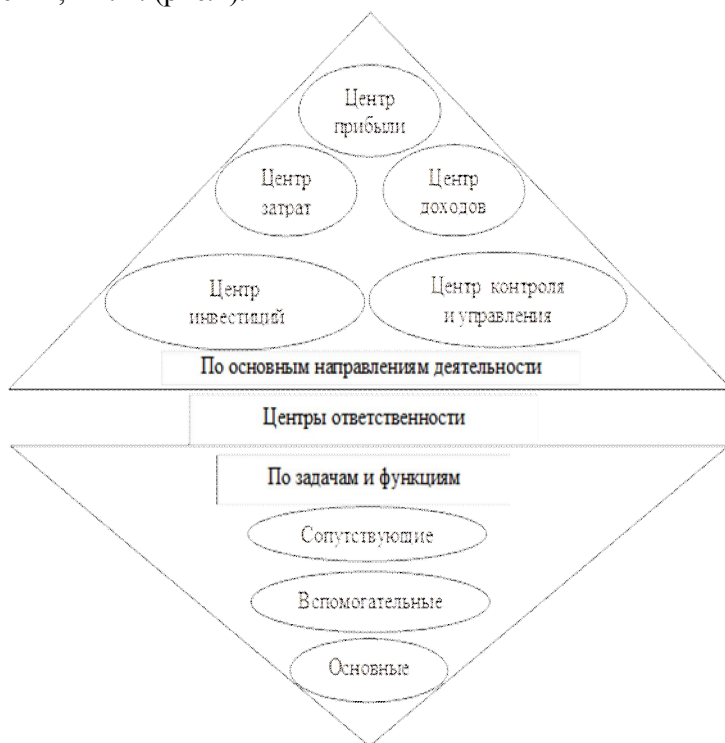 Центр
прибыли
Центр
затрат
Центр
доходов
Центр
инвестиций
Центр контроля
и управления
По основным направлениям деятельности
Центры ответственности
По задачам и функциям
Сопутствующие
Вспомогательные
Основные